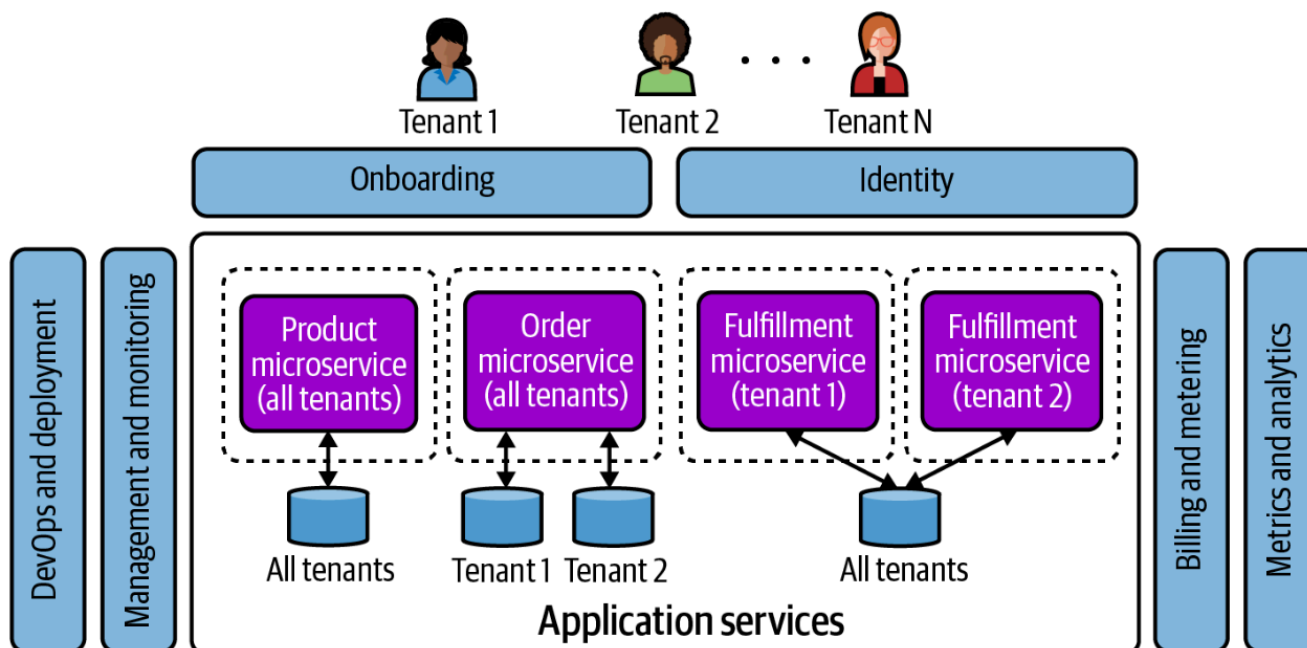 Tenant 1
Tenant 2
. . .
Tenant N
Onboarding
Identity
DevOps and deployment
Management and monitoring
Product
microservice
(all tenants)
Order
microservice
(all tenants)
Fulfillment
microservice
(tenant 1)
Fulfillment
microservice
(tenant 2)
All tenants
Tenant 1
Tenant 2
All tenants
Application services
Billing and metering
Metrics and analytics